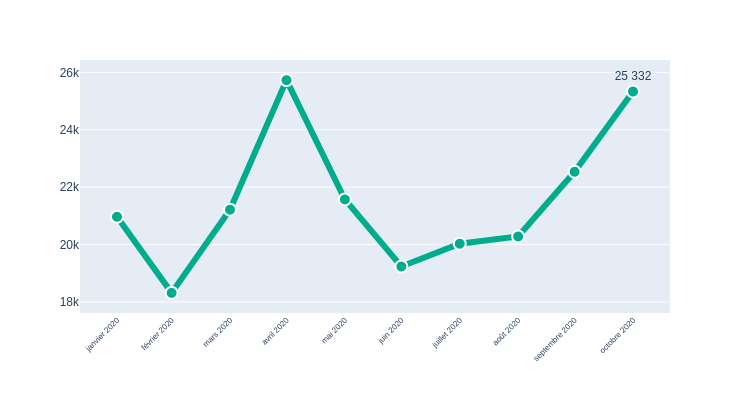 26k
25 332
24k
22k
20k
18k
janvier 2020
février 2020
mars 2020
avril 2020
mai 2020
juin 2020
juillet 2020
août 2020
septembre 2020
octobre 2020